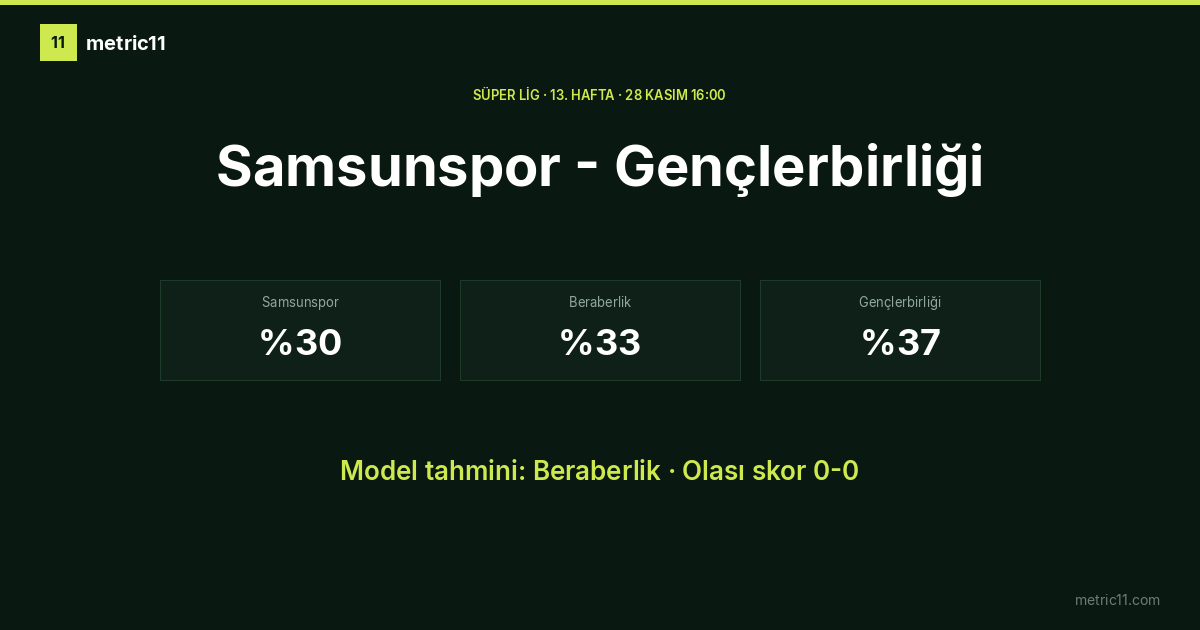 11 metric11
SÜPER LİG · 13. HAFTA · 28 KASIM 16:00
Samsunspor - Gençlerbirliği
Samsunspor Beraberlik Gençlerbirliği
%30 %33 %37
Model tahmini: Beraberlik · Olası skor 0-0
metric11.com